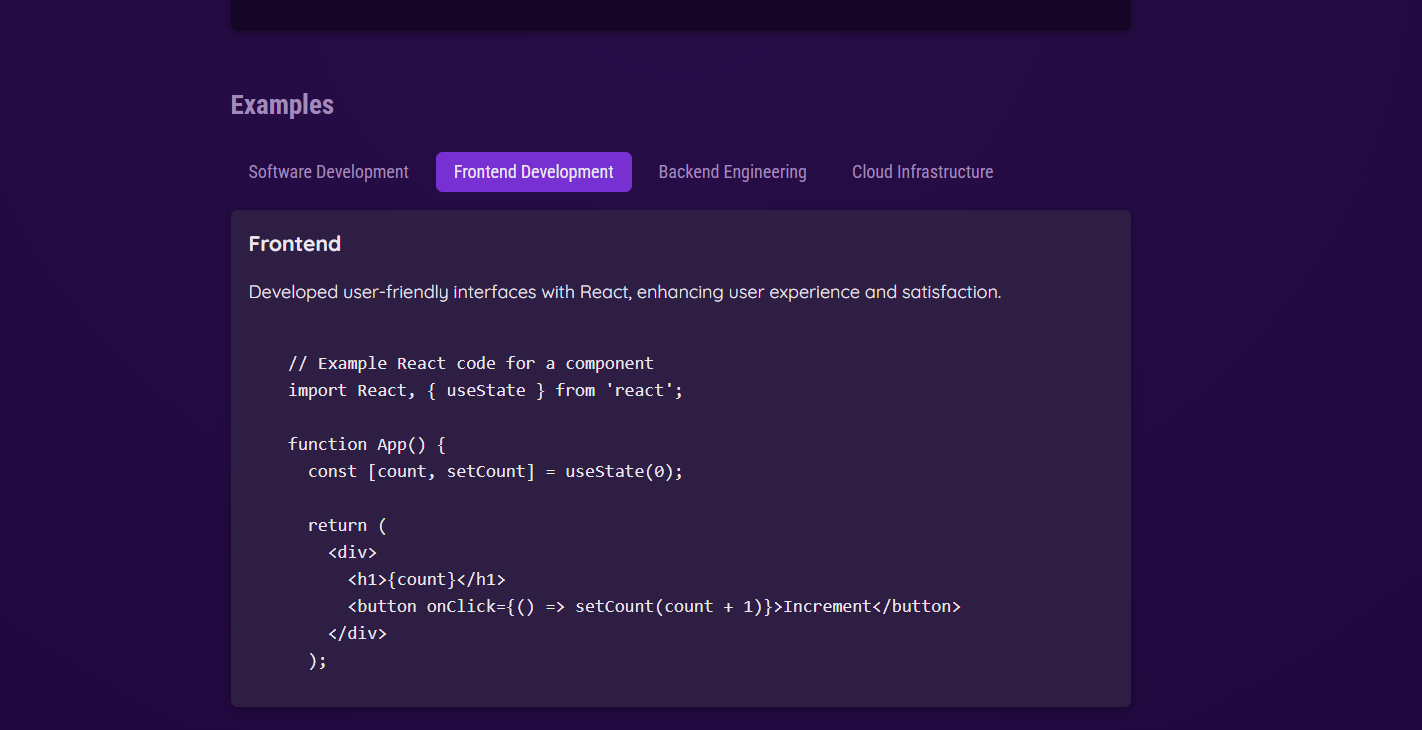 Examples
Software Development Frontend Development Backend Engineering Cloud Infrastructure
Frontend
Developed user-friendly interfaces with React, enhancing user experience and satisfaction.
// Example React code for a component
import React, { useState } from 'react';
function App() {
const [count, setCount] = useState(0);
return (
<div>
<h1>{count}</h1>
<button onClick={() => setCount(count + 1)}>Increment</button>
</div>
);